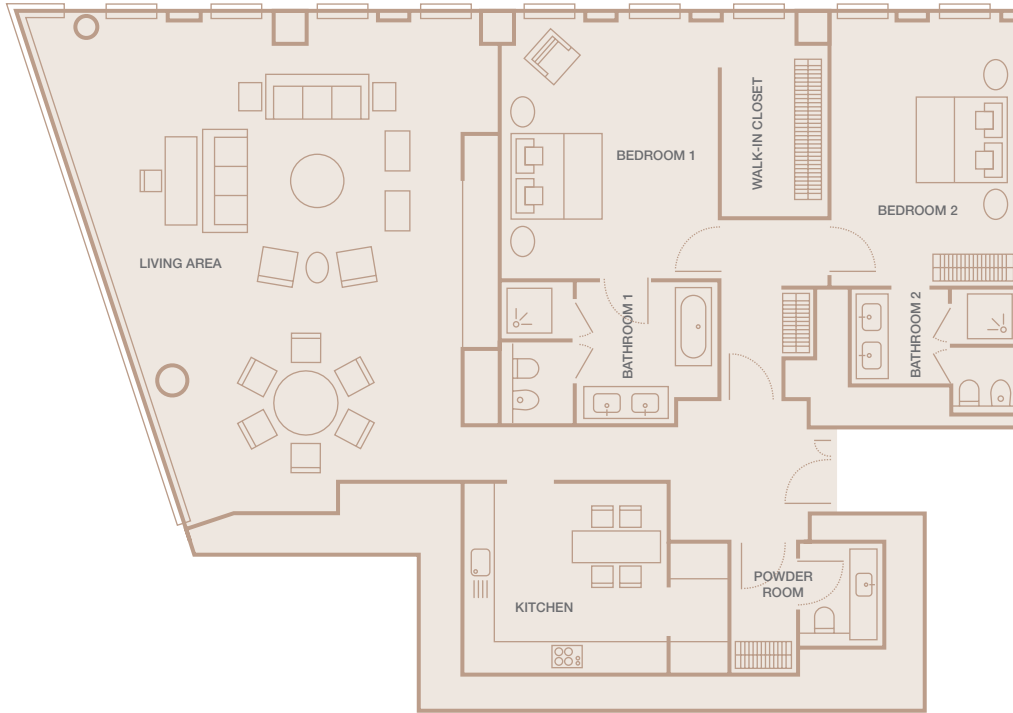 WALK-IN CLOSET
BEDROOM 1
BEDROOM 2
LIVING AREA
BATHROOM 1
BATHROOM 2
POWDER
ROOM
KITCHEN